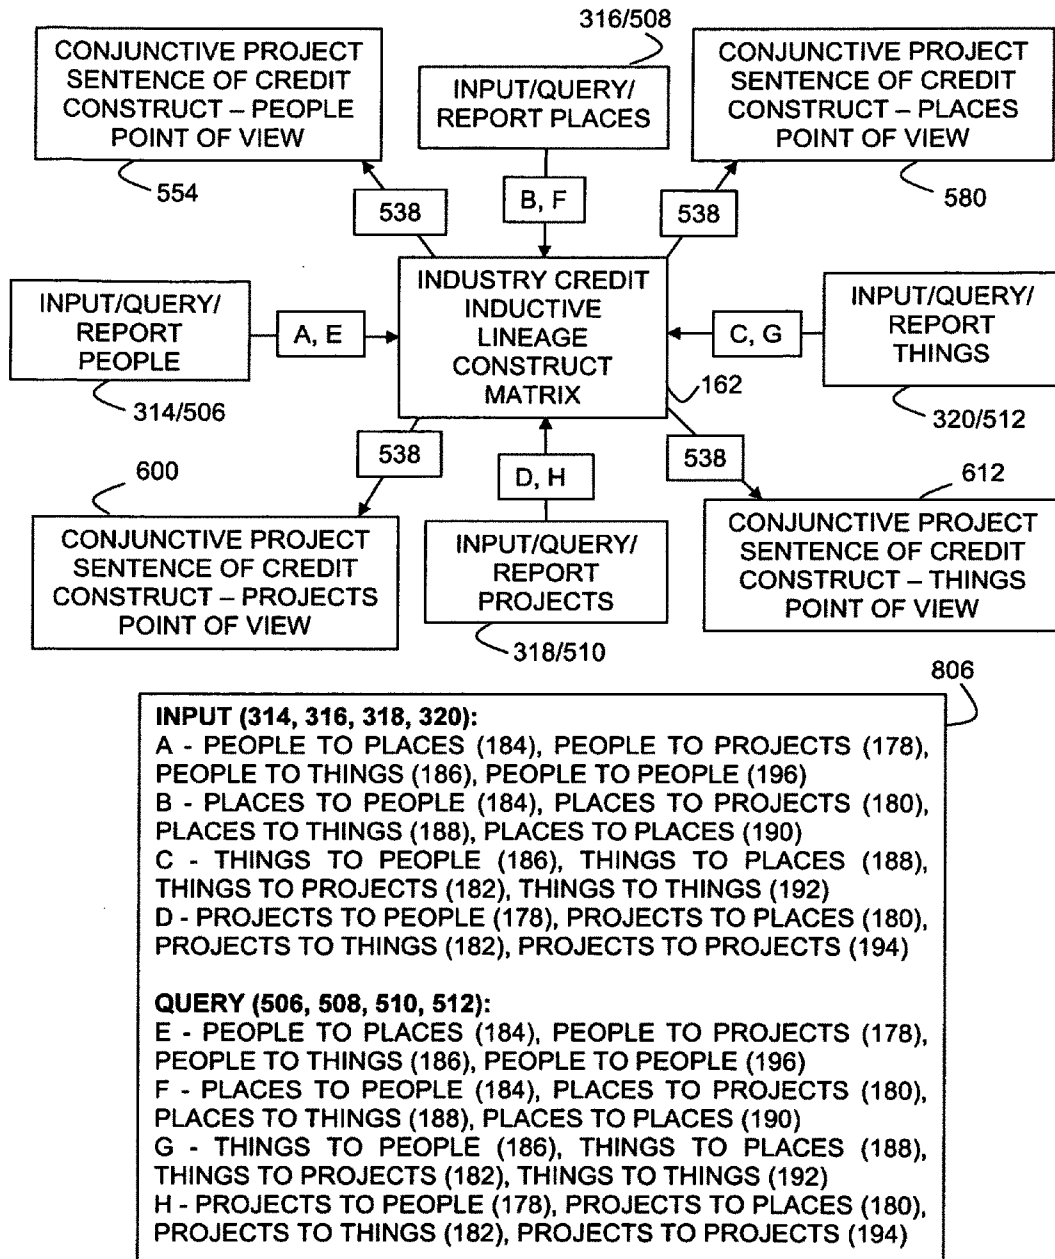 316/508
CONJUNCTIVE PROJECT
SENTENCE OF CREDIT
CONSTRUCT – PEOPLE
POINT OF VIEW
554
INPUT/QUERY/
REPORT PLACES
CONJUNCTIVE PROJECT
SENTENCE OF CREDIT
CONSTRUCT – PLACES
POINT OF VIEW
580
538
B, F
538
INPUT/QUERY/
REPORT
PEOPLE
314/506
A, E
INDUSTRY CREDIT
INDUCTIVE
LINEAGE
CONSTRUCT
MATRIX
162
C, G
INPUT/QUERY/
REPORT
THINGS
320/512
538
D, H
538
600
CONJUNCTIVE PROJECT
SENTENCE OF CREDIT
CONSTRUCT – PROJECTS
POINT OF VIEW
INPUT/QUERY/
REPORT
PROJECTS
318/510
612
CONJUNCTIVE PROJECT
SENTENCE OF CREDIT
CONSTRUCT – THINGS
POINT OF VIEW
806
INPUT (314, 316, 318, 320):
A - PEOPLE TO PLACES (184), PEOPLE TO PROJECTS (178),
PEOPLE TO THINGS (186), PEOPLE TO PEOPLE (196)
B - PLACES TO PEOPLE (184), PLACES TO PROJECTS (180),
PLACES TO THINGS (188), PLACES TO PLACES (190)
C - THINGS TO PEOPLE (186), THINGS TO PLACES (188),
THINGS TO PROJECTS (182), THINGS TO THINGS (192)
D - PROJECTS TO PEOPLE (178), PROJECTS TO PLACES (180),
PROJECTS TO THINGS (182), PROJECTS TO PROJECTS (194)
QUERY (506, 508, 510, 512):
E - PEOPLE TO PLACES (184), PEOPLE TO PROJECTS (178),
PEOPLE TO THINGS (186), PEOPLE TO PEOPLE (196)
F - PLACES TO PEOPLE (184), PLACES TO PROJECTS (180),
PLACES TO THINGS (188), PLACES TO PLACES (190)
G - THINGS TO PEOPLE (186), THINGS TO PLACES (188),
THINGS TO PROJECTS (182), THINGS TO THINGS (192)
H - PROJECTS TO PEOPLE (178), PROJECTS TO PLACES (180),
PROJECTS TO THINGS (182), PROJECTS TO PROJECTS (194)